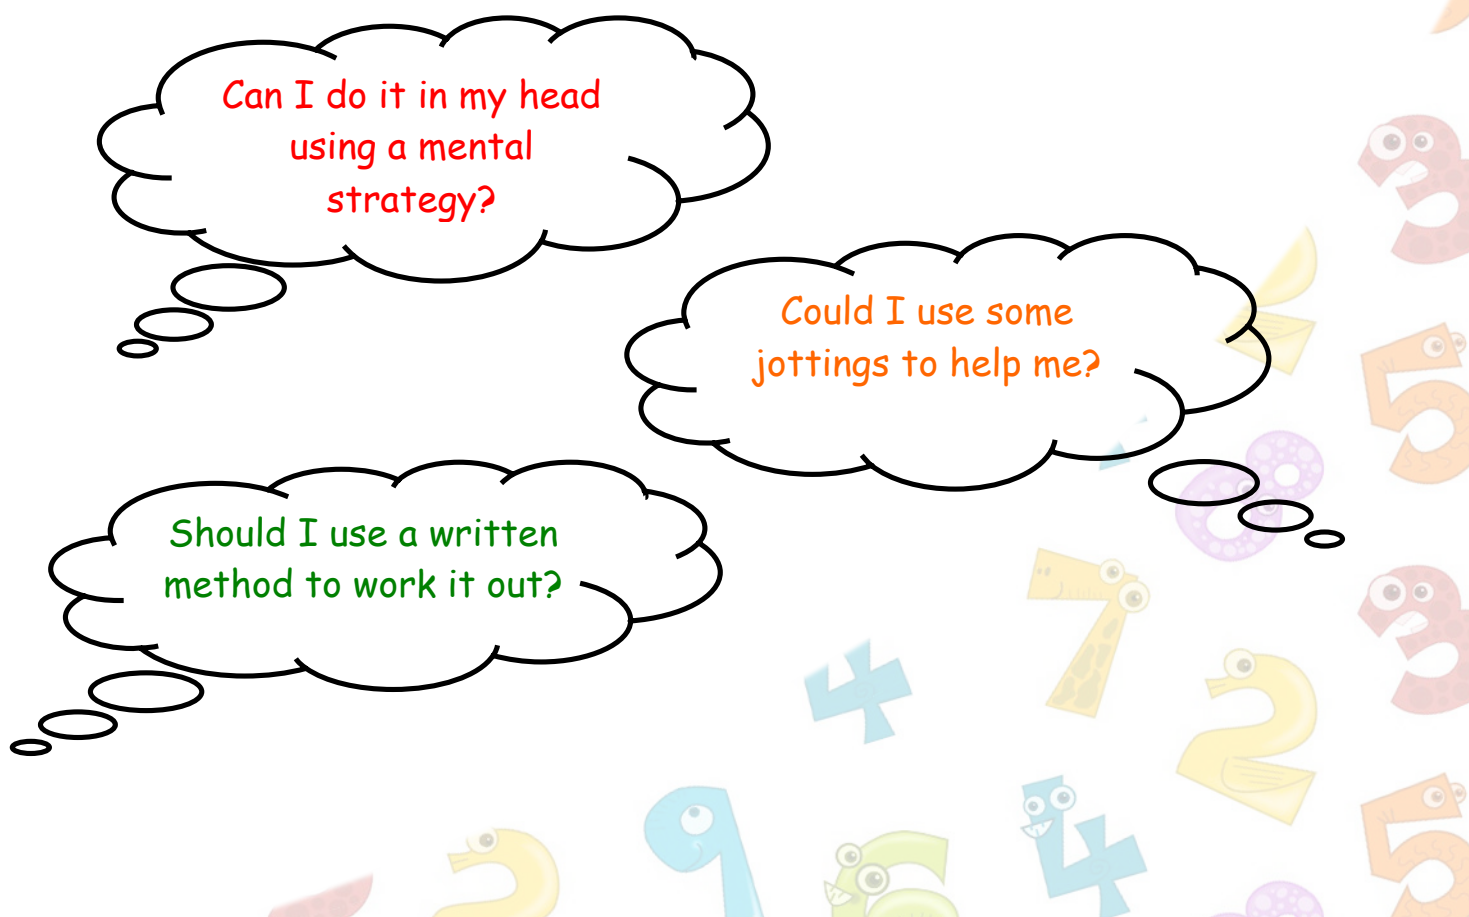 Can I do it in my head
using a mental
strategy?
Could I use some
jottings to help me?
Should I use a written
method to work it out?